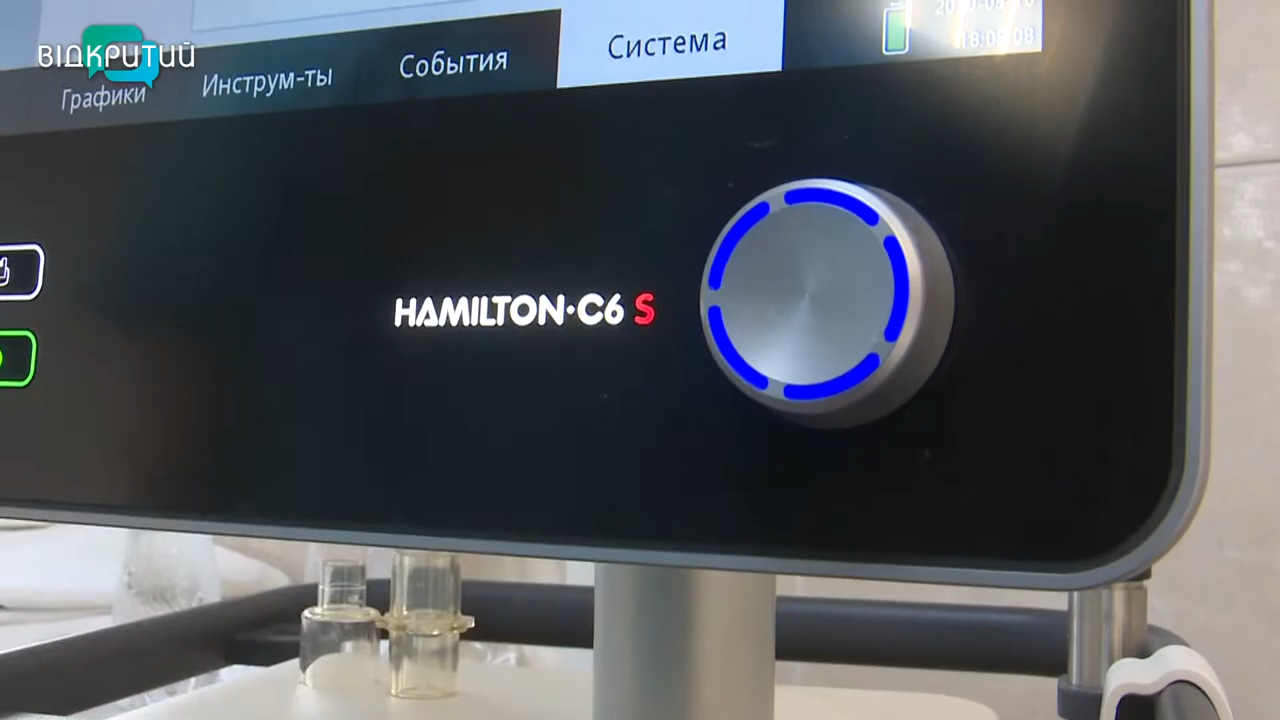 ВІДКРИТИЙ
Графики
Инструм-ты
События
Система
HAMILTON·C6 S